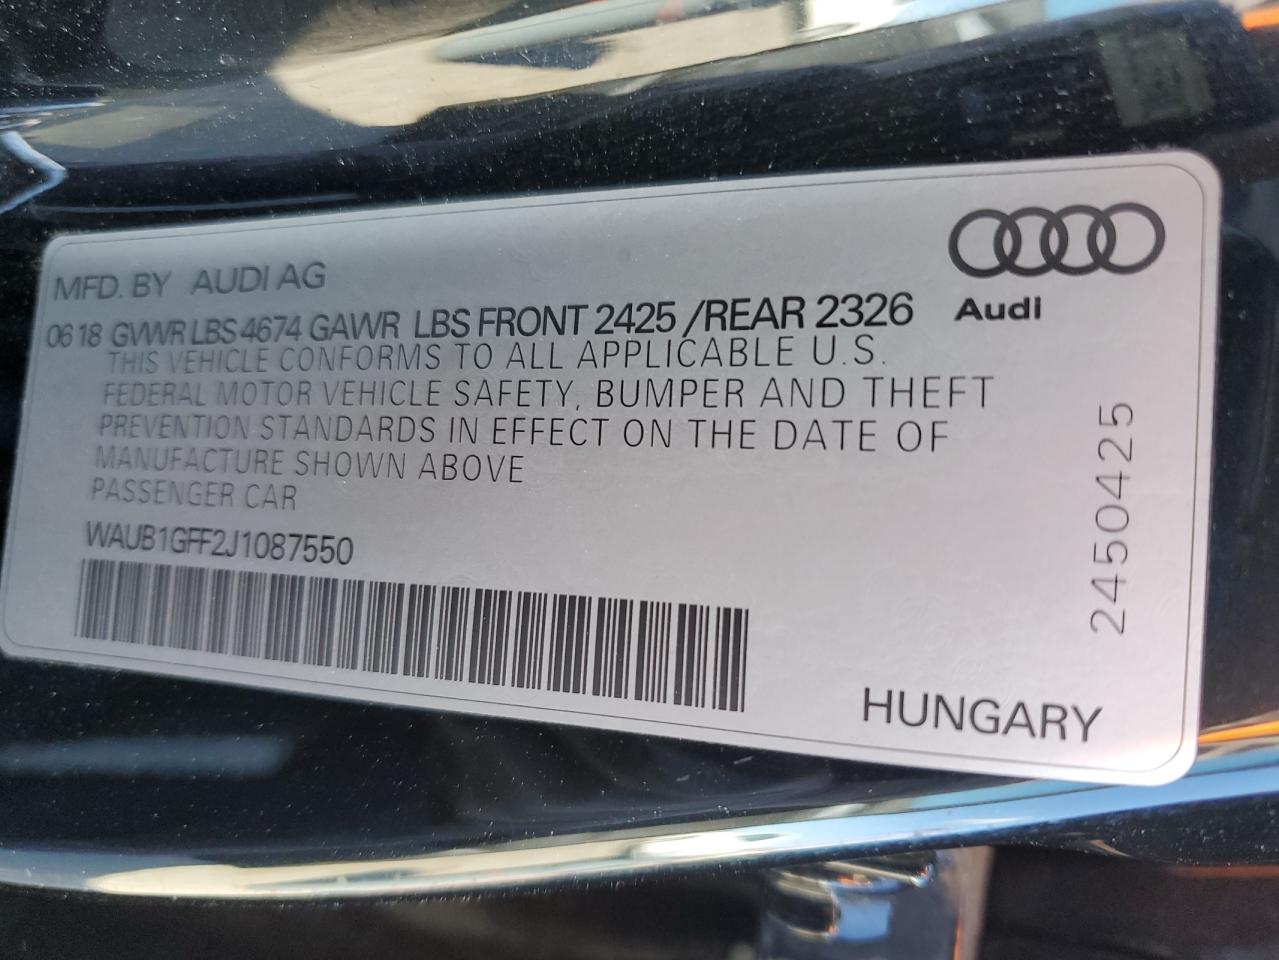 MFD. BY AUDI AG
06 18 GVWR LBS 4674 GAWR LBS FRONT 2425 /REAR 2326
THIS VEHICLE CONFORMS TO ALL APPLICABLE U.S.
FEDERAL MOTOR VEHICLE SAFETY, BUMPER AND THEFT
PREVENTION STANDARDS IN EFFECT ON THE DATE OF
MANUFACTURE SHOWN ABOVE
PASSENGER CAR
WAUB1GFF2J1087550
Audi
2450425
HUNGARY